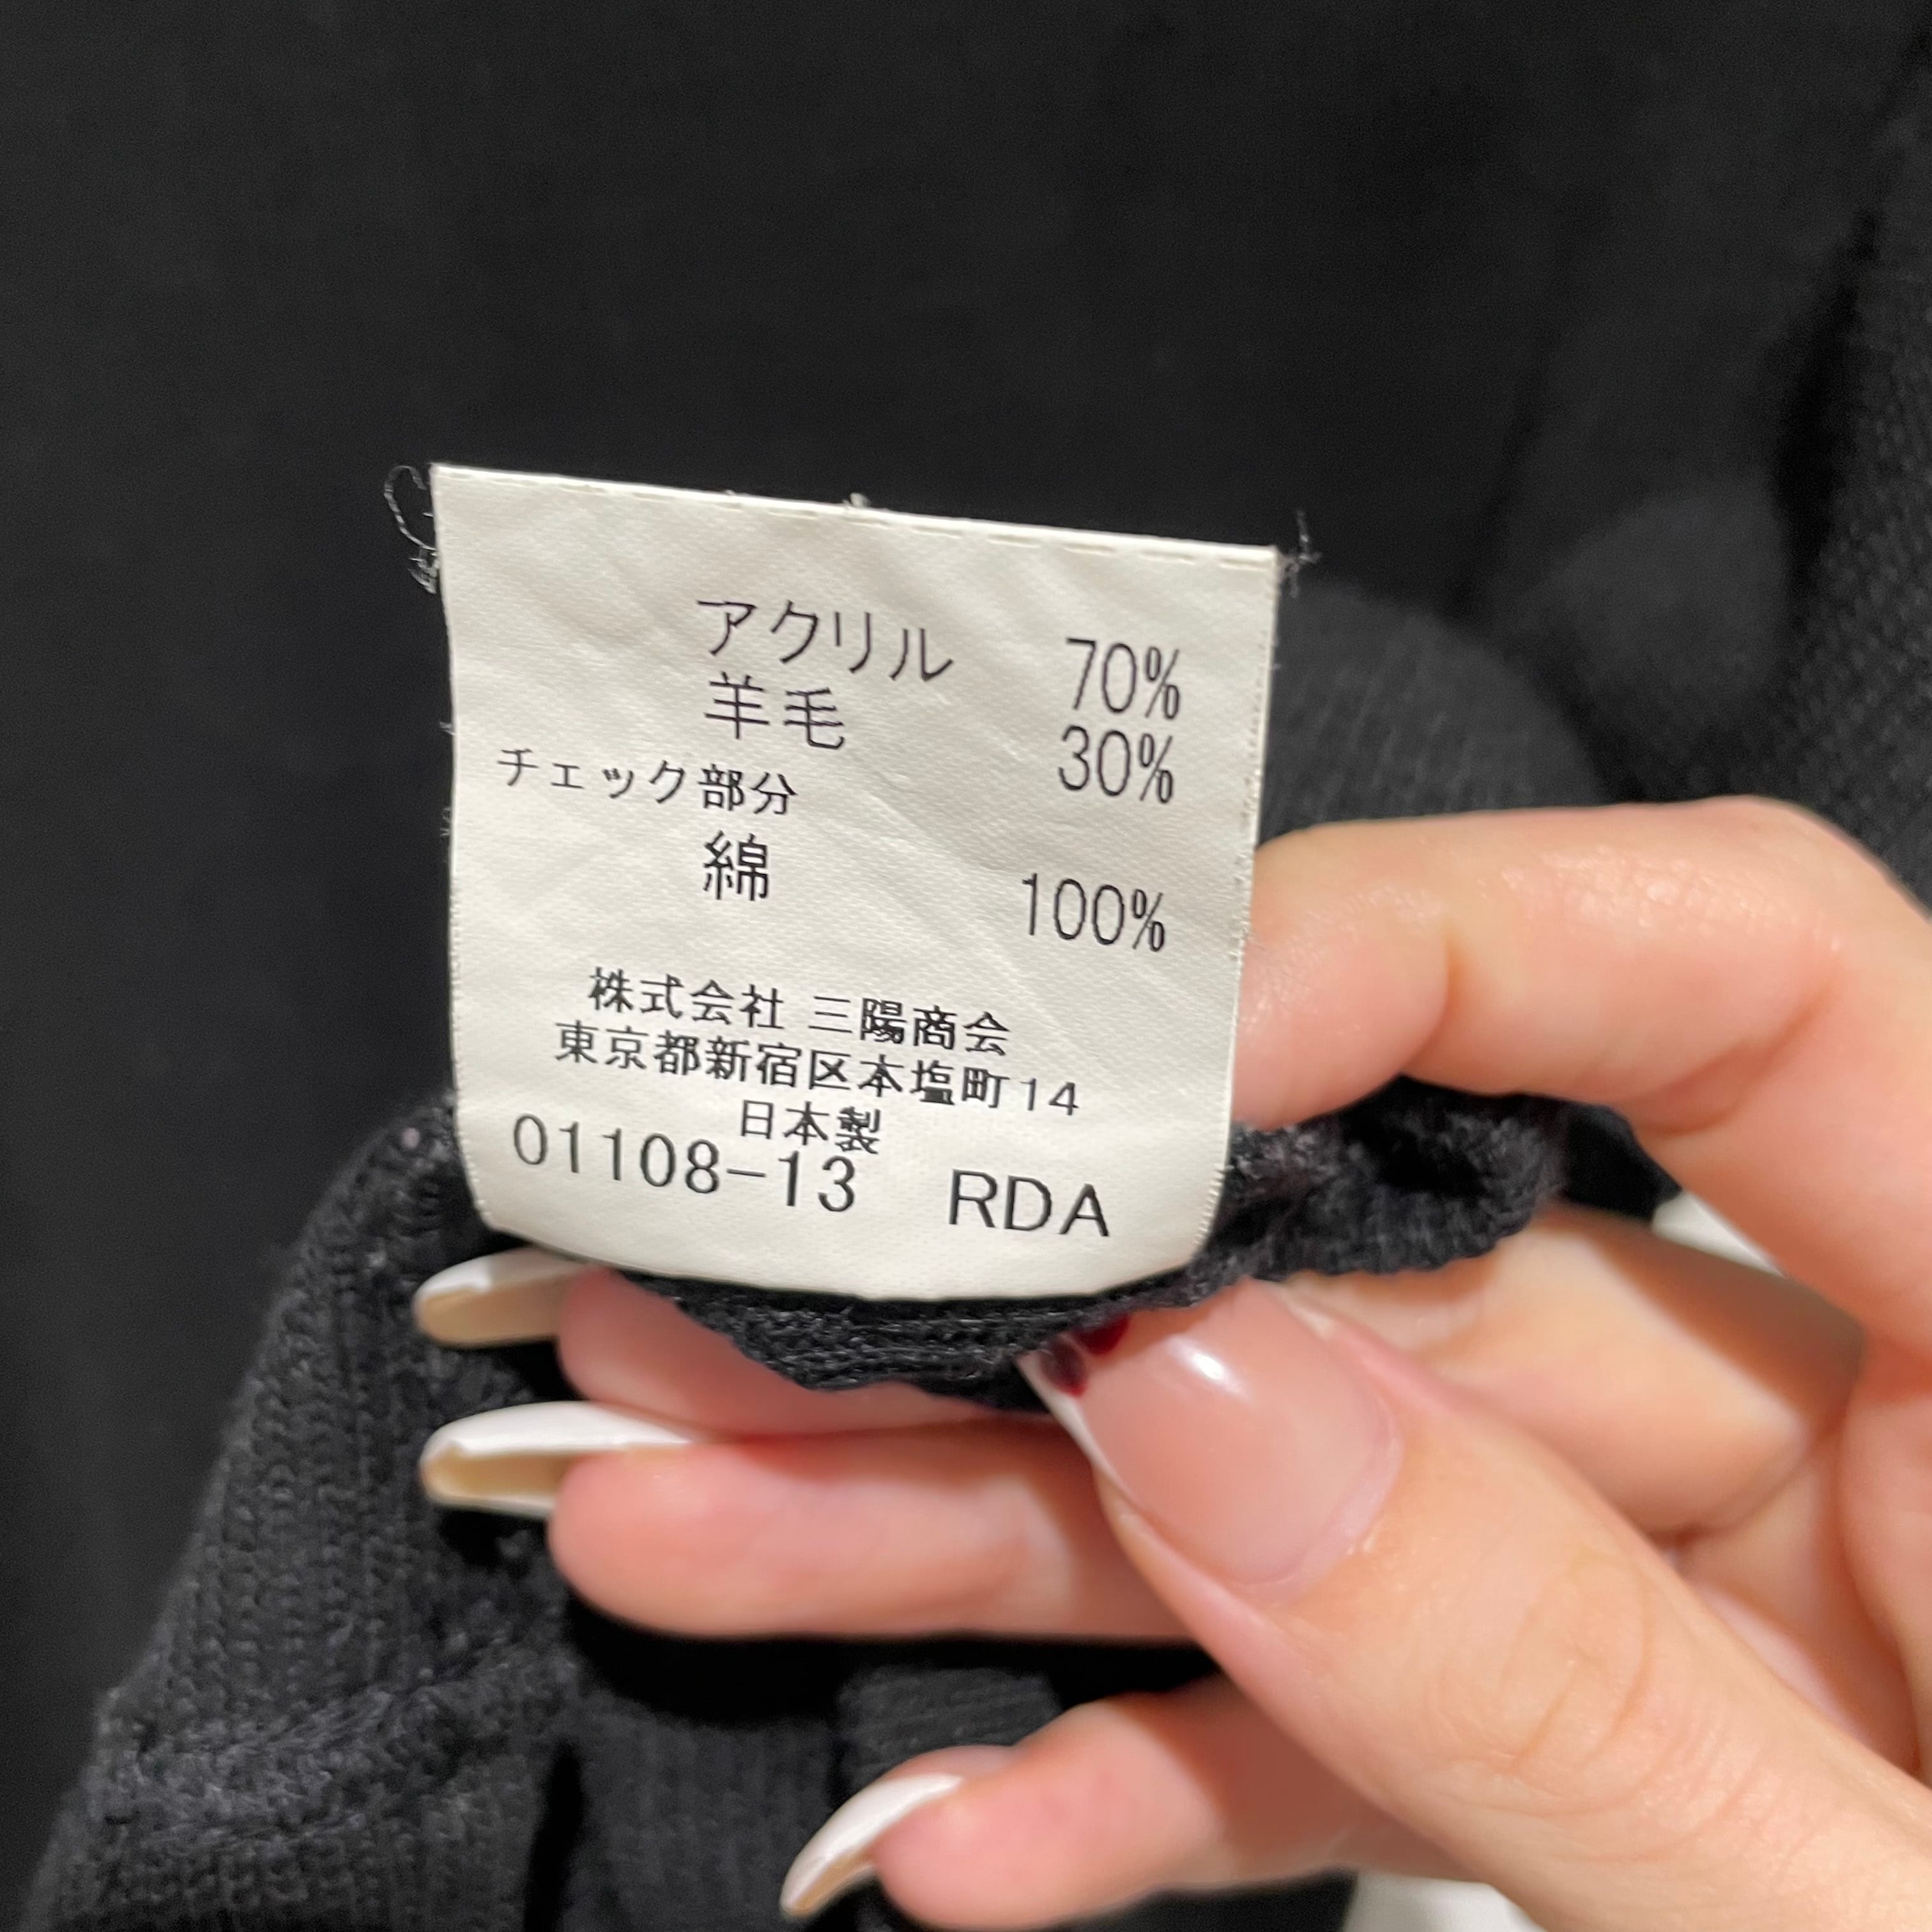 アクリル 70%
羊毛 30%
チェック部分
綿 100%
株式会社 三陽商会
東京都新宿区本塩町14
日本製
01108-13 RDA